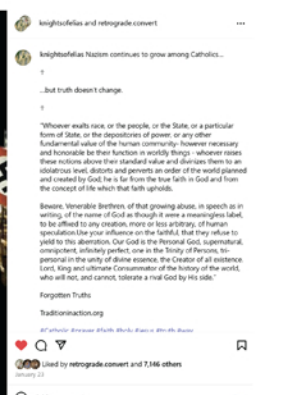 knightsofelias and retrograde.convert
knightsofelias Nazism continues to grow among Catholics...
...but truth doesn't change.
"Whoever exalts race, or the people, or the State, or a particular
form of State, or the depositories of power, or any other
fundamental value of the human community- however necessary
and honorable be their function in worldly things - whoever raises
these notions above their standard value and divinizes them to an
idolatrous level, distorts and perverts an order of the world planned
and created by God; he is far from the true faith in God and from
the concept of life which that faith upholds.
Beware, Venerable Brethren, of that growing abuse, in speech as in
writing, of the name of God as though it were a meaningless label,
to be affixed to any creation, more or less arbitrary, of human
speculation.Use your influence on the faithful, that they refuse to
yield to this aberration. Our God is the Personal God, supernatural,
omnipotent, infinitely perfect, one in the Trinity of Persons, tri-
personal in the unity of divine essence, the Creator of all existence.
Lord, King and ultimate Consummator of the history of the world,
who will not, and cannot, tolerate a rival God by His side."
Forgotten Truths
Traditioninaction.org
#Catholic #prayer #faith #holy #jesus #truth
Liked by retrograde.convert and 7,146 others
January 23